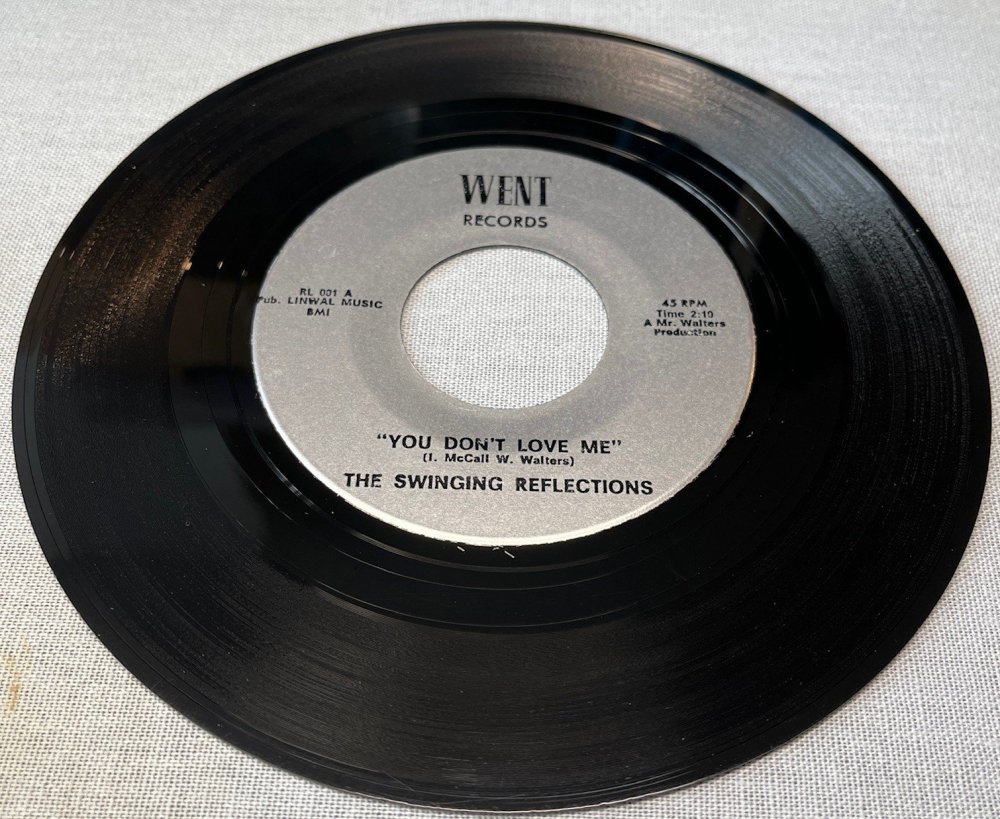 WENT
RECORDS
RL 001 A
Pub. LINWAL MUSIC
BMI
45 RPM
Time 2:10
A Mr. Walters
Production
"YOU DON'T LOVE ME"
(I. McCall W. Walters)
THE SWINGING REFLECTIONS